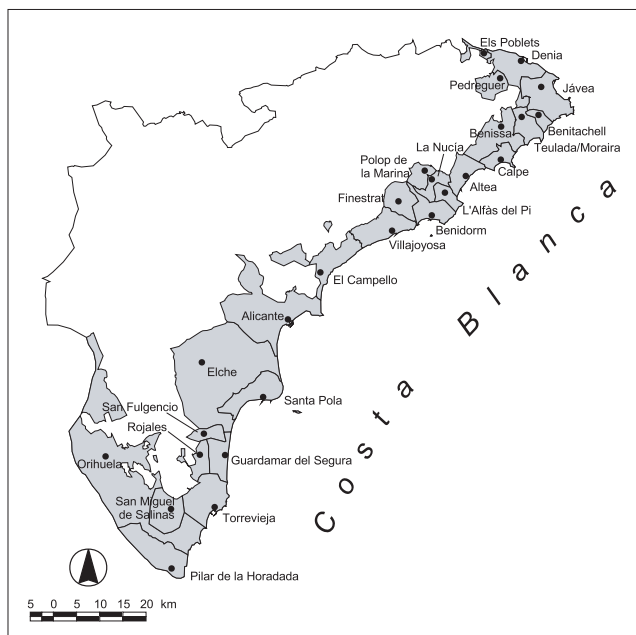 Els Poblets
Denia
Pedreguer
Jávea
Benissa
Benitachell
Teulada/Moraira
La Nucía
Polop de
la Marina
Calpe
Altea
Finestrat
L'Alfàs del Pi
Benidorm
Villajoyosa
El Campello
Alicante
Costa Blanca
Elche
Santa Pola
San Fulgencio
Rojales
Guardamar del Segura
Orihuela
San Miguel
de Salinas
Torrevieja
Pilar de la Horadada
5 0 5 10 15 20 km